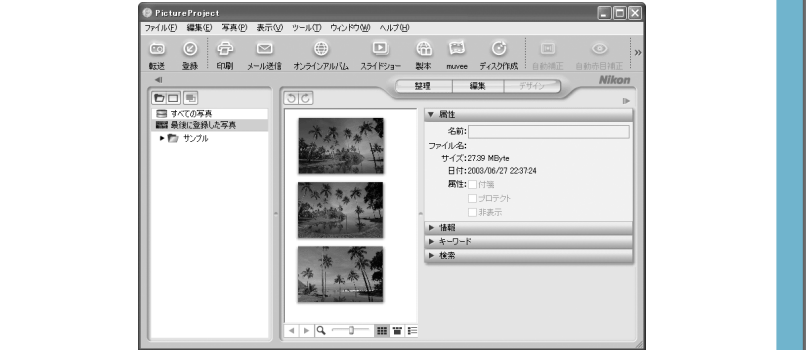 PictureProject
ファイル(F) 編集(E) 写真(P) 表示(V) ツール(T) ウィンドウ(W) ヘルプ(H)
転送 登録 印刷 メール送信 オンラインアルバム スライドショー 製本 muvee ディスク作成 自動補正 自動赤目補正 »
整理 編集 デザイン
Nikon
すべての写真
最後に登録した写真
サンプル
属性
名前:
ファイル名:
サイズ:27.39 MByte
日付:2003/06/27 22:37:24
属性: 付箋
プロテクト
非表示
情報
キーワード
検索